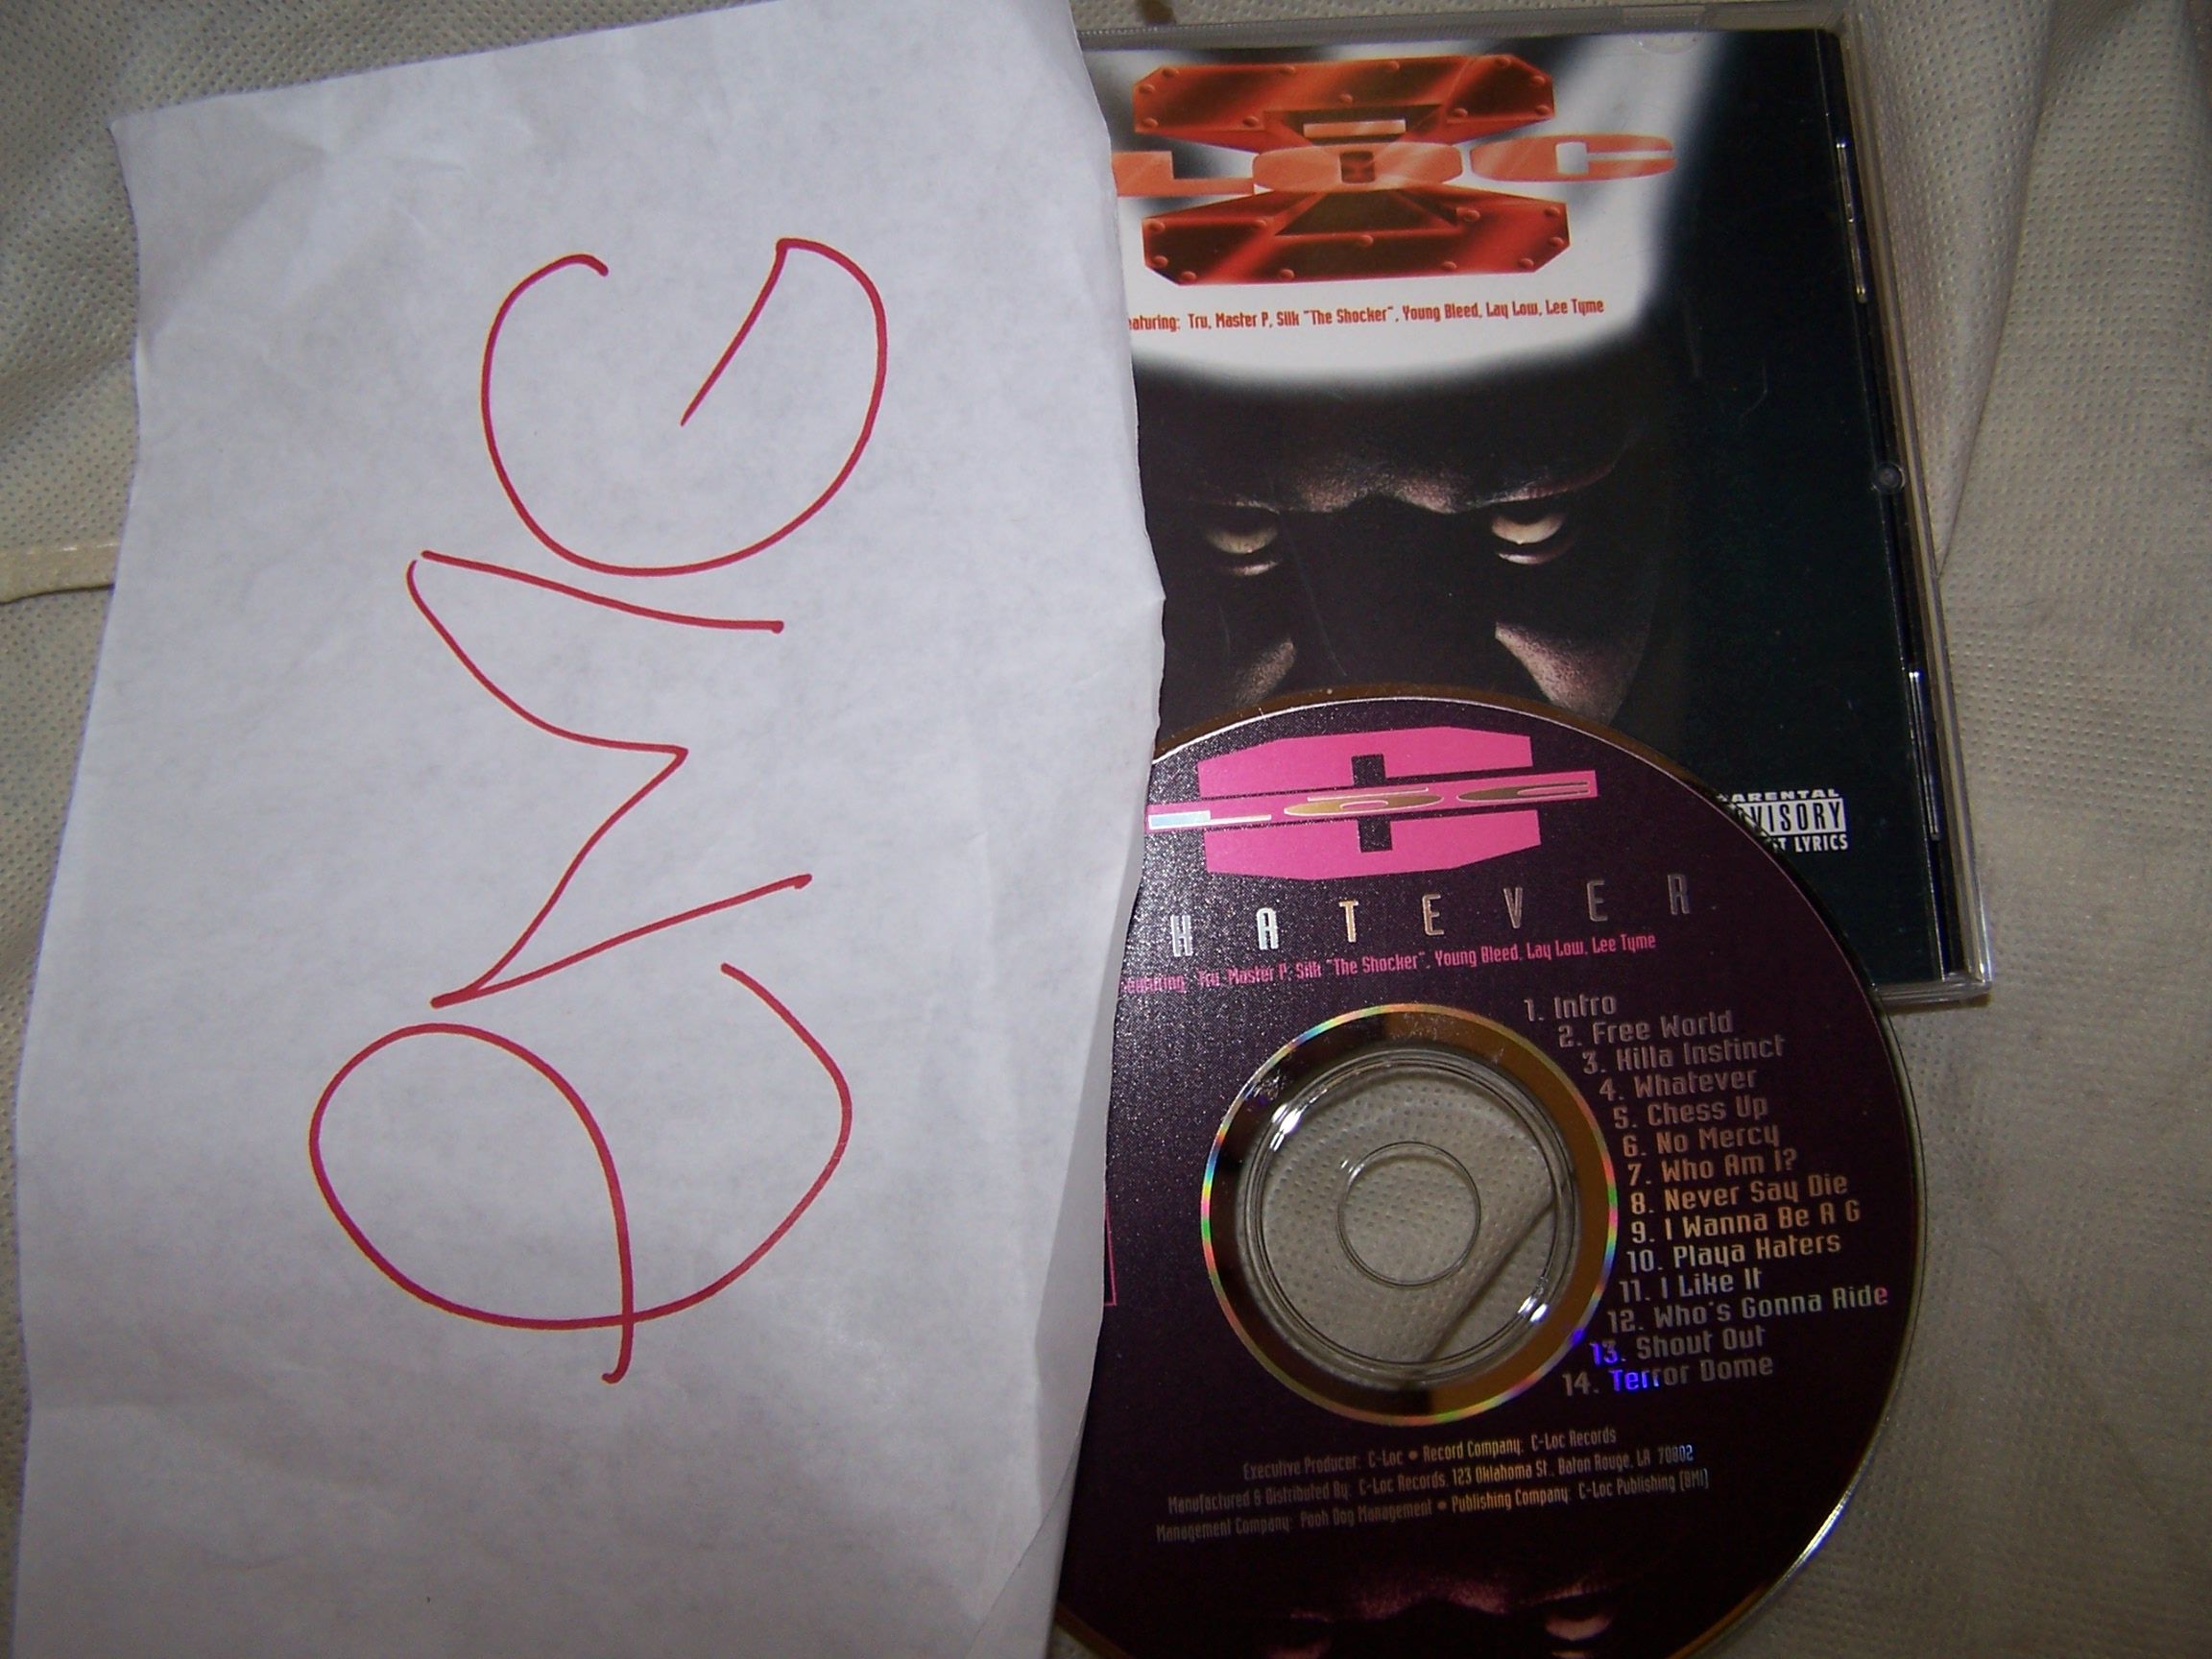 CMG
LOC
Featuring: Tru, Master P, Silk "The Shocker", Young Bleed, Lay Low, Lee Tyme
PARENTAL
ADVISORY
LYRICS
LOC
HATEVER
Featuring: Tru, Master P, Silk "The Shocker", Young Bleed, Lay Low, Lee Tyme
1. Intro
2. Free World
3. Killa Instinct
4. Whatever
5. Chess Up
6. No Mercy
7. Who Am I?
8. Never Say Die
9. I Wanna Be A G
10. Playa Haters
11. I Like It
12. Who's Gonna Ride
13. Shout Out
14. Terror Dome
Executive Producer: C-Loc • Record Company: C-Loc Records
Manufactured & Distributed By: C-Loc Records, 123 Oklahoma St., Baton Rouge, LA 70802
Management Company: Pooh Dog Management • Publishing Company: C-Loc Publishing (BMI)